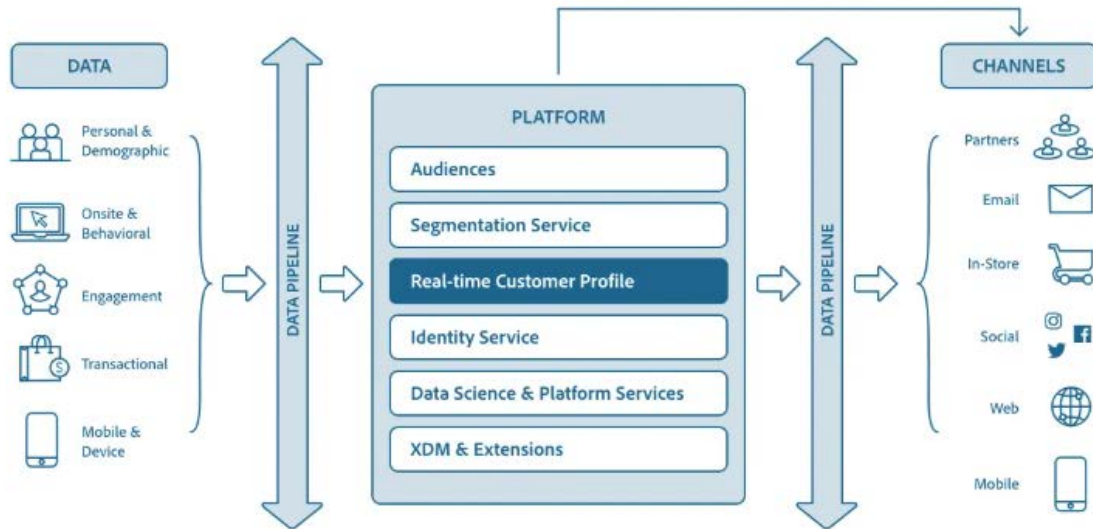 DATA
Personal &
Demographic
Onsite &
Behavioral
Engagement
Transactional
Mobile &
Device
DATA PIPELINE
PLATFORM
Audiences
Segmentation Service
Real-time Customer Profile
Identity Service
Data Science & Platform Services
XDM & Extensions
DATA PIPELINE
CHANNELS
Partners
Email
In-Store
Social
Web
Mobile